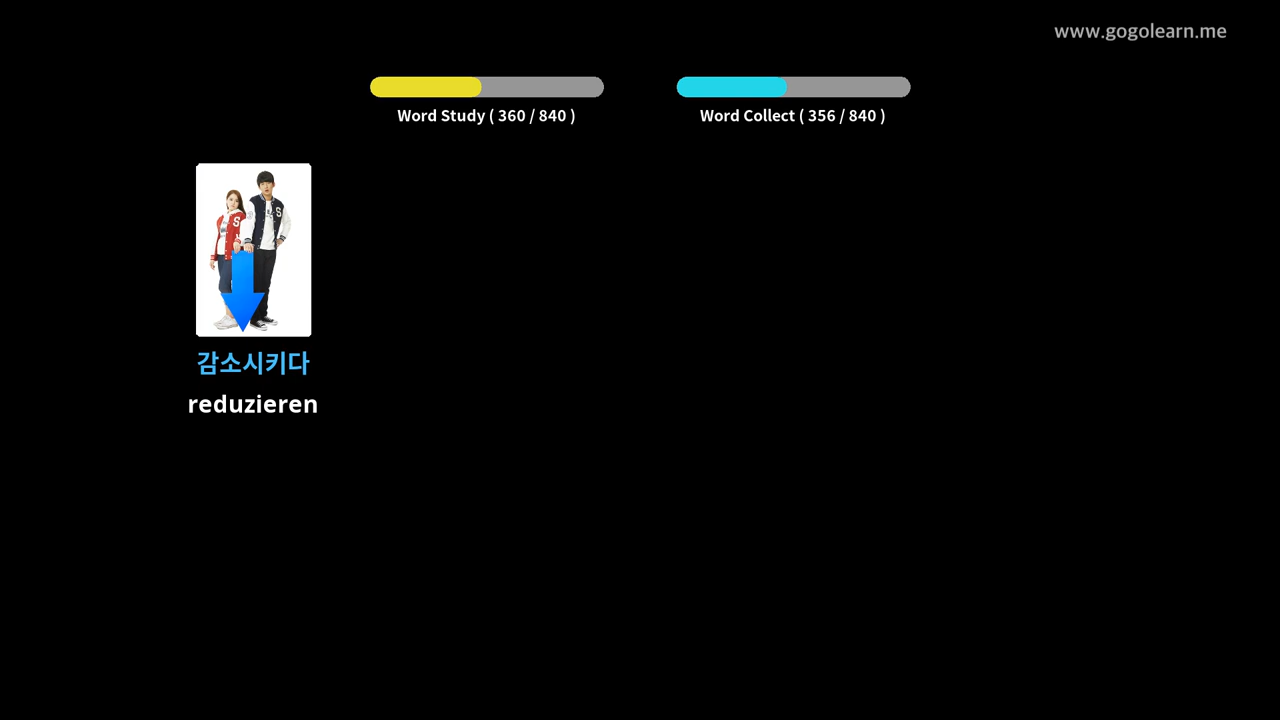 www.gogolearn.me
Word Study ( 360 / 840 )
Word Collect ( 356 / 840 )
S
S
감소시키다
reduzieren